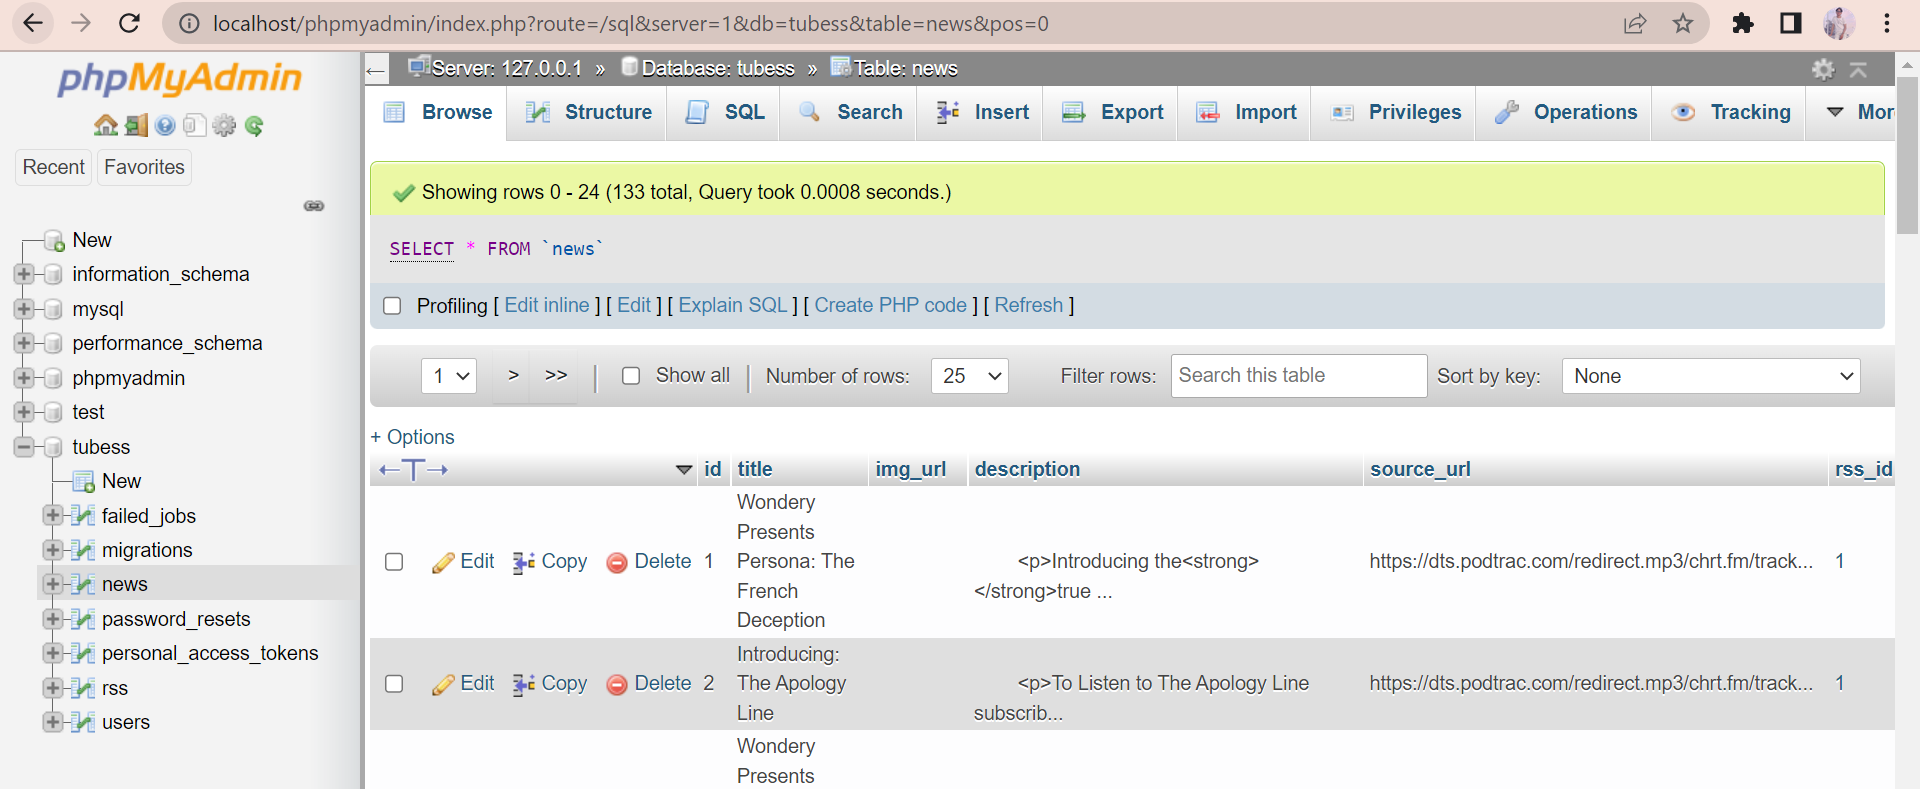 localhost/phpmyadmin/index.php?route=/sql&server=1&db=tubess&table=news&pos=0
phpMyAdmin
Recent
Favorites
New
information_schema
mysql
performance_schema
phpmyadmin
test
tubess
New
failed_jobs
migrations
news
password_resets
personal_access_tokens
rss
users
Server: 127.0.0.1 » Database: tubess » Table: news
Browse Structure SQL Search Insert Export Import Privileges Operations Tracking Mor
Showing rows 0 - 24 (133 total, Query took 0.0008 seconds.)
SELECT * FROM `news`
Profiling [ Edit inline ] [ Edit ] [ Explain SQL ] [ Create PHP code ] [ Refresh ]
1 > >> | Show all | Number of rows: 25 Filter rows: Search this table Sort by key: None
+ Options
←T→ id title img_url description source_url rss_id
Wondery
Presents
Edit Copy Delete 1 Persona: The <p>Introducing the<strong> https://dts.podtrac.com/redirect.mp3/chrt.fm/track... 1
French </strong>true ...
Deception
Introducing:
Edit Copy Delete 2 The Apology <p>To Listen to The Apology Line https://dts.podtrac.com/redirect.mp3/chrt.fm/track... 1
Line subscrib...
Wondery
Presents